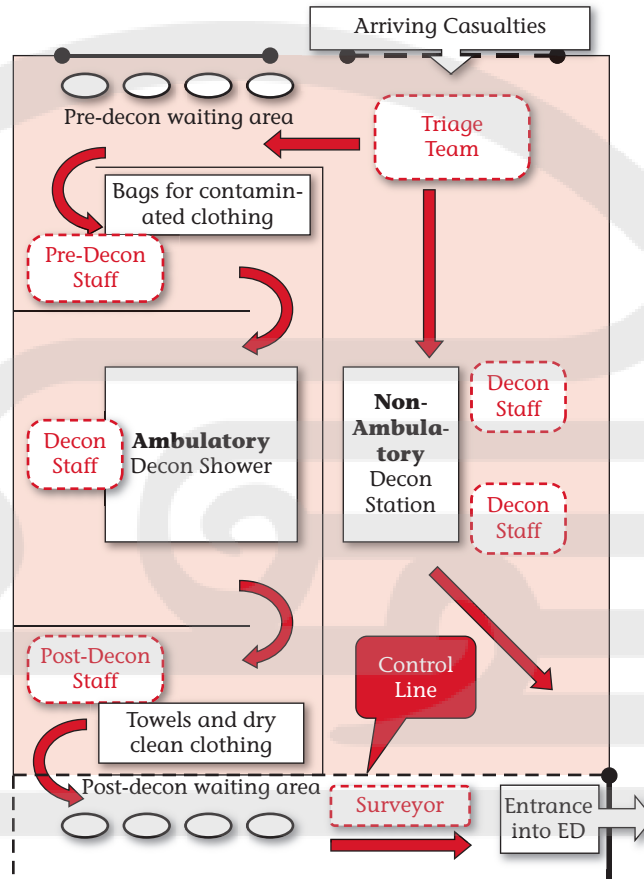 Arriving Casualties
Pre-decon waiting area
Triage
Team
Bags for contamin-
ated clothing
Pre-Decon
Staff
Decon
Staff
Ambulatory
Decon Shower
Non-
Ambula-
tory
Decon
Station
Decon
Staff
Decon
Staff
Post-Decon
Staff
Control
Line
Towels and dry
clean clothing
Post-decon waiting area
Surveyor
Entrance
into ED